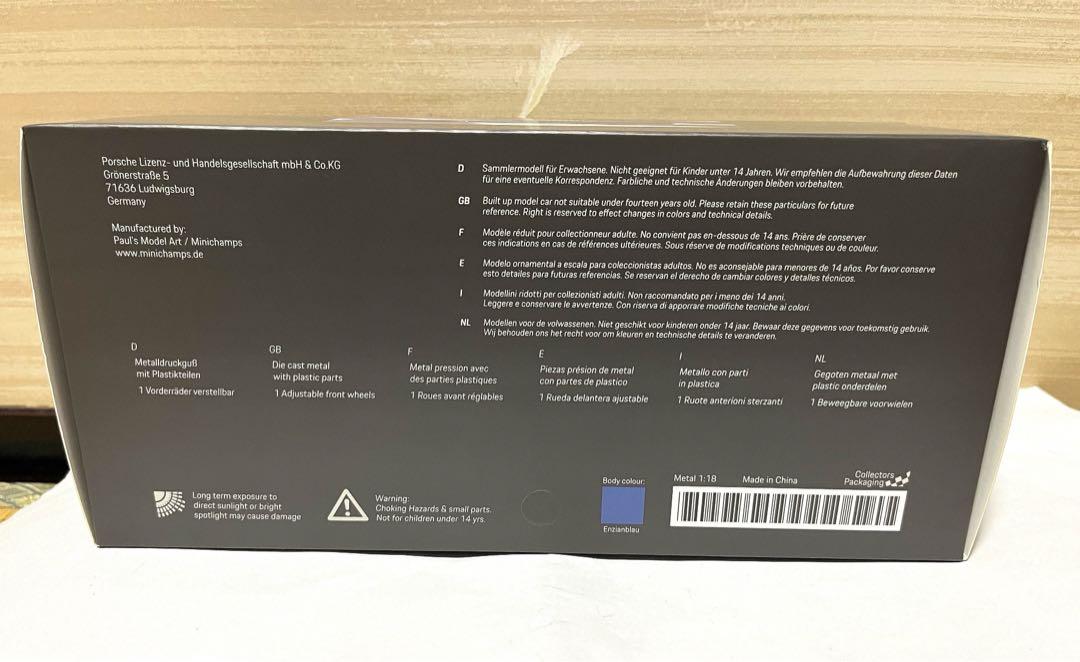 Porsche Lizenz- und Handelsgesellschaft mbH & Co.KG
Grönerstraße 5
71636 Ludwigsburg
Germany
Manufactured by:
Paul's Model Art / Minichamps
www.minichamps.de
D Sammlermodell für Erwachsene. Nicht geeignet für Kinder unter 14 Jahren. Wir empfehlen die Aufbewahrung dieser Daten
für eine eventuelle Korrespondenz. Farbliche und technische Änderungen bleiben vorbehalten.
GB Built up model car not suitable under fourteen years old. Please retain these particulars for future
reference. Right is reserved to effect changes in colors and technical details.
F Modèle réduit pour collectionneur adulte. No convient pas en-dessous de 14 ans. Prière de conserver
ces indications en cas de références ultérieures. Sous réserve de modifications techniques ou de couleur.
E Modelo ornamental a escala para coleccionistas adultos. No es aconsejable para menores de 14 años. Por favor conserve
esto detailes para futuras referencias. Se reservan el derecho de cambiar colores y detalles técnicos.
I Modellini ridotti per collezionisti adulti. Non raccomandato per i meno dei 14 anni.
Leggere e conservare le avvertenze. Con riserva di apporare modifiche tecniche ai colori.
NL Modellen voor de volwassenen. Niet geschikt voor kinderen onder 14 jaar. Bewaar deze gegevens voor toekomstig gebruik.
Wij behouden ons het recht voor om kleuren en technische details te veranderen.
D
Metalldruckguß
mit Plastikteilen
1 Vorderräder verstellbar
GB
Die cast metal
with plastic parts
1 Adjustable front wheels
F
Metal pression avec
des parties plastiques
1 Roues avant réglables
E
Piezas présion de metal
con partes de plastico
1 Rueda delantera ajustable
I
Metallo con parti
in plastica
1 Ruote anterioni sterzanti
NL
Gegoten metaal met
plastic onderdelen
1 Beweegbare voorwielen
Long term exposure to
direct sunlight or bright
spotlight may cause damage
Warning:
Choking Hazards & small parts.
Not for children under 14 yrs.
Body colour:
Enzianblau
Metal 1:18 Made in China
Collectors
Packaging